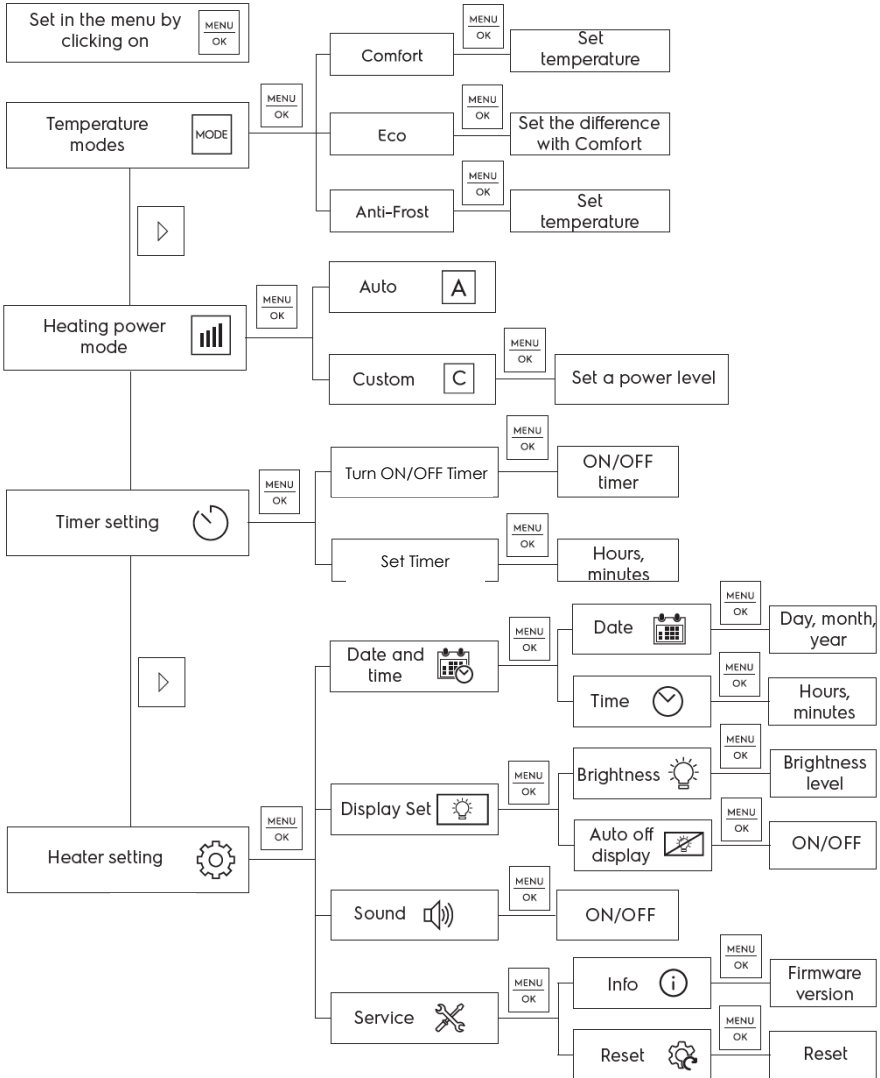 Set in the menu by
clicking on
MENU
OK
Temperature
modes
MODE
MENU
OK
Comfort
MENU
OK
Set
temperature
Eco
MENU
OK
Set the difference
with Comfort
Anti-Frost
MENU
OK
Set
temperature
Heating power
mode
MENU
OK
Auto
A
Custom
C
MENU
OK
Set a power level
Timer setting
MENU
OK
Turn ON/OFF Timer
MENU
OK
ON/OFF
timer
Set Timer
MENU
OK
Hours,
minutes
Heater setting
MENU
OK
Date and
time
MENU
OK
Date
MENU
OK
Day, month,
year
Time
MENU
OK
Hours,
minutes
Display Set
MENU
OK
Brightness
MENU
OK
Brightness
level
Auto off
display
MENU
OK
ON/OFF
Sound
MENU
OK
ON/OFF
Service
MENU
OK
Info
i
MENU
OK
Firmware
version
Reset
MENU
OK
Reset